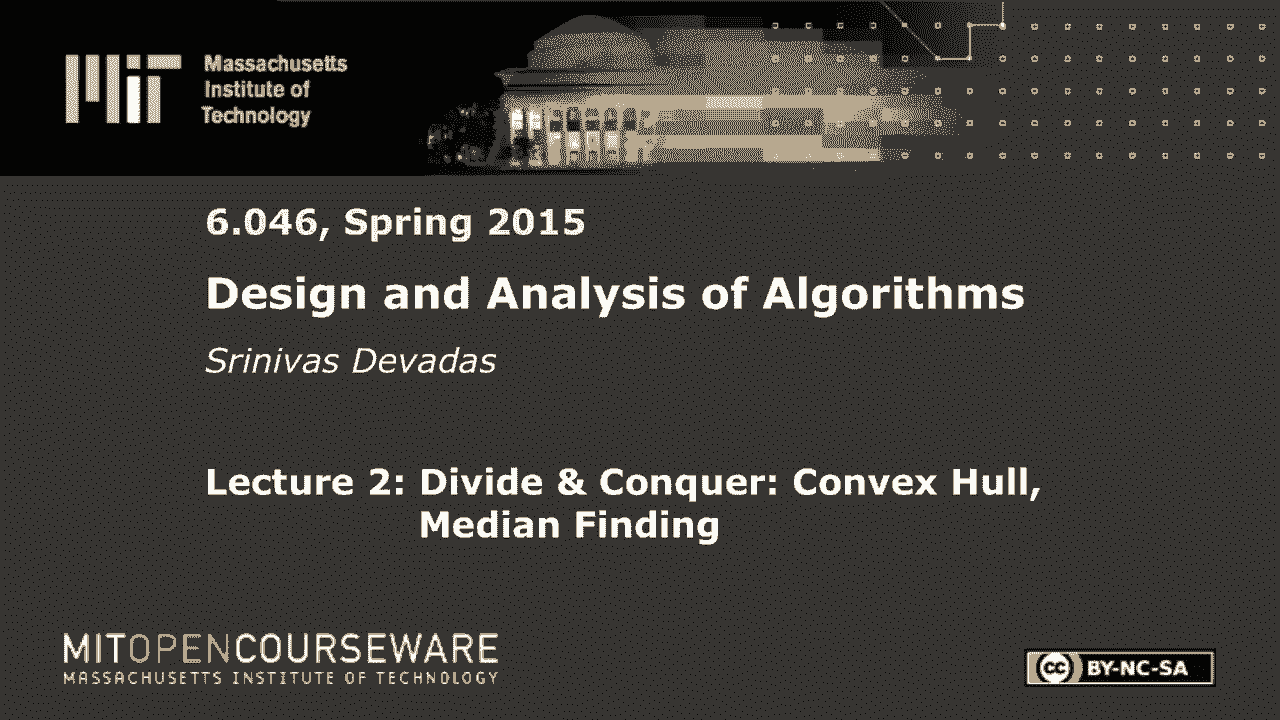 Massachusetts
Institute of
Technology
6.046, Spring 2015
Design and Analysis of Algorithms
Srinivas Devadas
Lecture 2: Divide & Conquer: Convex Hull,
Median Finding
MITOPENCOURSEWARE
MASSACHUSETTS INSTITUTE OF TECHNOLOGY
cc BY-NC-SA